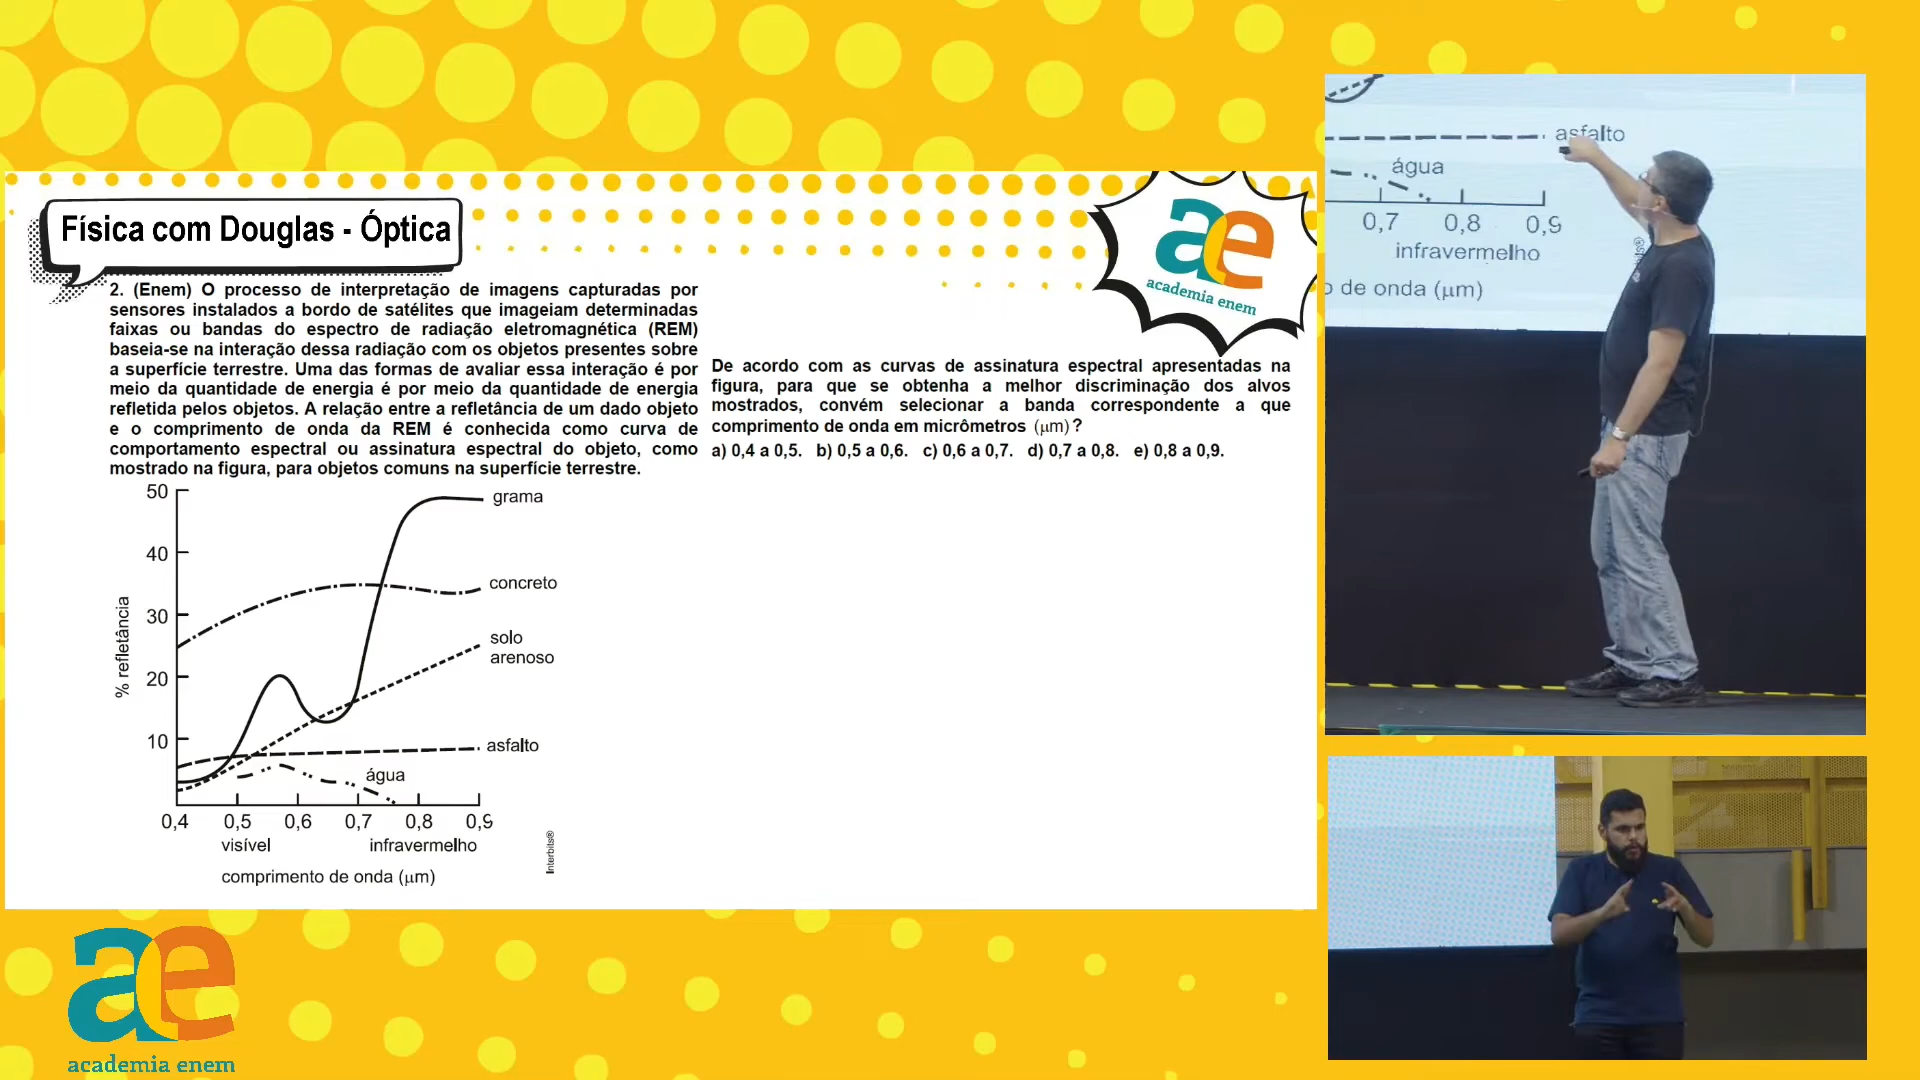 Física com Douglas - Óptica
ae
academia enem
2. (Enem) O processo de interpretação de imagens capturadas por
sensores instalados a bordo de satélites que imageiam determinadas
faixas ou bandas do espectro de radiação eletromagnética (REM)
baseia-se na interação dessa radiação com os objetos presentes sobre
a superfície terrestre. Uma das formas de avaliar essa interação é por
meio da quantidade de energia é por meio da quantidade de energia
refletida pelos objetos. A relação entre a refletância de um dado objeto
e o comprimento de onda da REM é conhecida como curva de
comportamento espectral ou assinatura espectral do objeto, como
mostrado na figura, para objetos comuns na superfície terrestre.
De acordo com as curvas de assinatura espectral apresentadas na
figura, para que se obtenha a melhor discriminação dos alvos
mostrados, convém selecionar a banda correspondente a que
comprimento de onda em micrômetros (μm)?
a) 0,4 a 0,5. b) 0,5 a 0,6. c) 0,6 a 0,7. d) 0,7 a 0,8. e) 0,8 a 0,9.
50
40
30
20
10
% refletância
grama
concreto
solo
arenoso
asfalto
água
0,4 0,5 0,6 0,7 0,8 0,9
visível infravermelho
comprimento de onda (μm)
Interbits®
asfalto
água
0,7 0,8 0,9
infravermelho
de onda (μm)
ae
academia enem